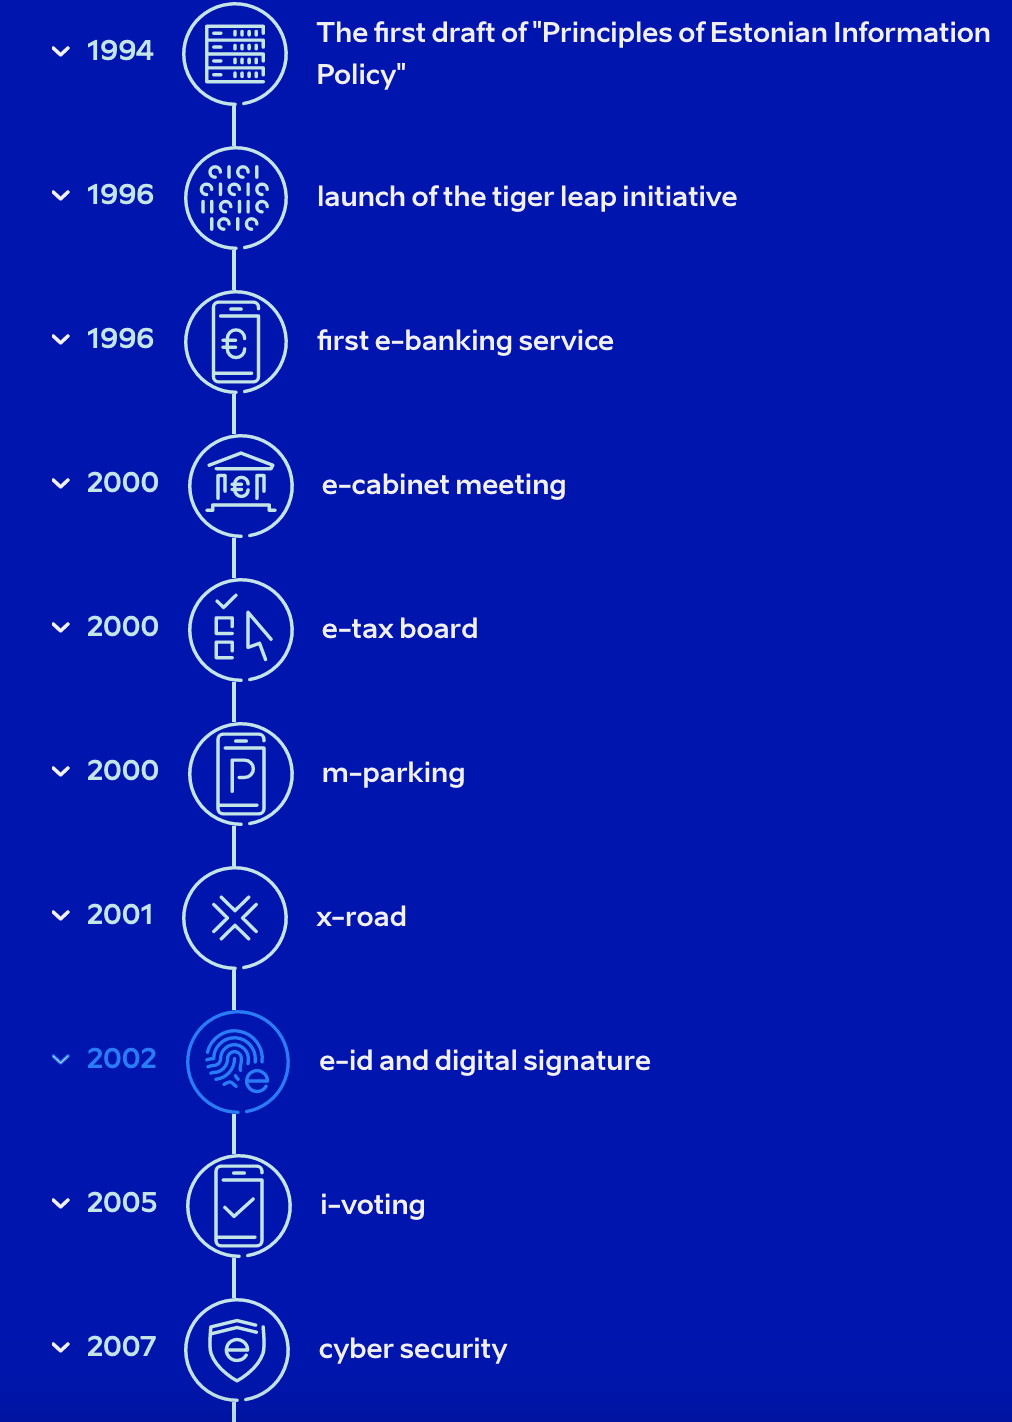 1994
The first draft of "Principles of Estonian Information
Policy"
1996
launch of the tiger leap initiative
1996
first e-banking service
2000
e-cabinet meeting
2000
e-tax board
2000
m-parking
2001
x-road
2002
e-id and digital signature
2005
i-voting
2007
cyber security